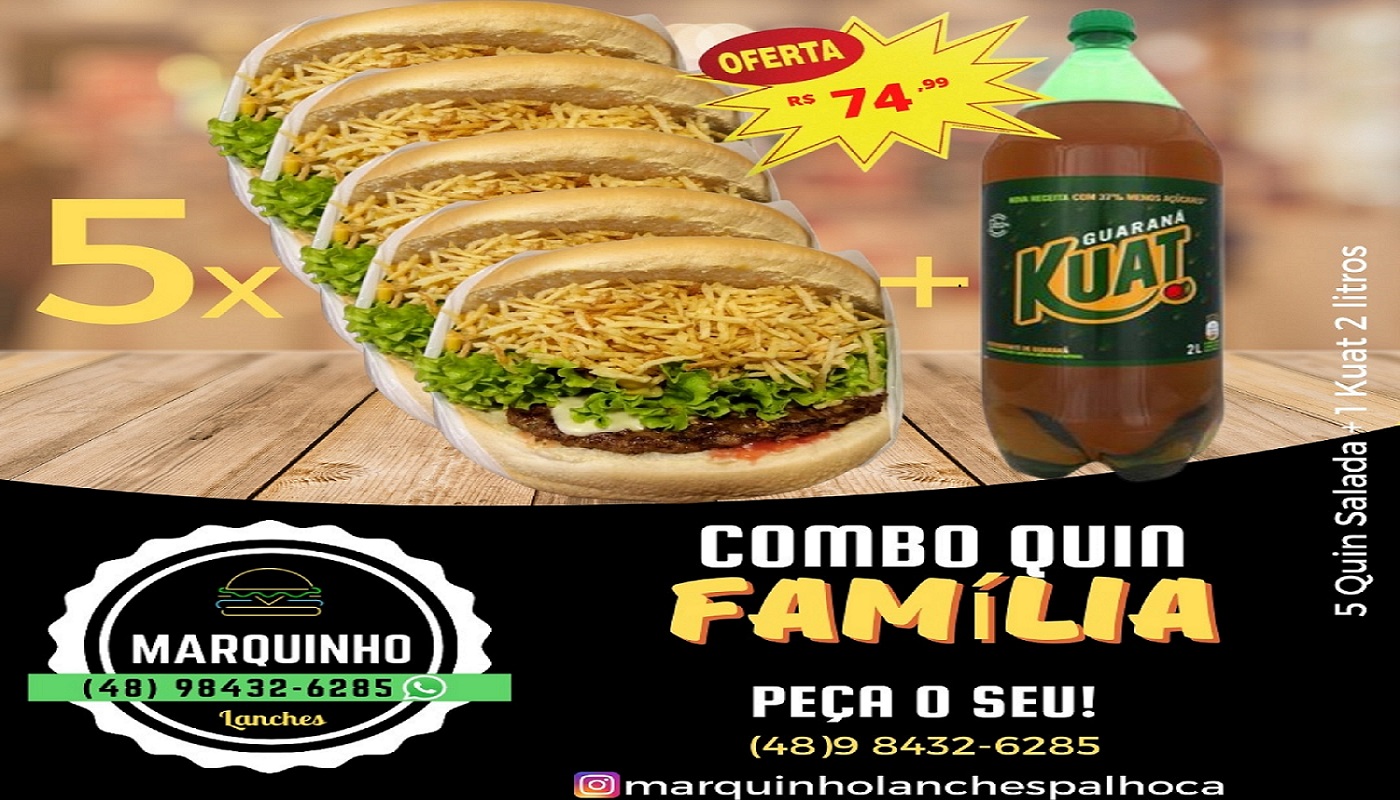 OFERTA
R$ 74,99
5x
+
NOVA RECEITA COM 37% MENOS AÇÚCARES*
GUARANÁ
KUAT
2L
5 Quin Salada + 1 Kuat 2 litros
COMBO QUIN
FAMÍLIA
MARQUINHO
(48) 98432-6285
Lanches
PEÇA O SEU!
(48)9 8432-6285
marquinholanchespalhoca